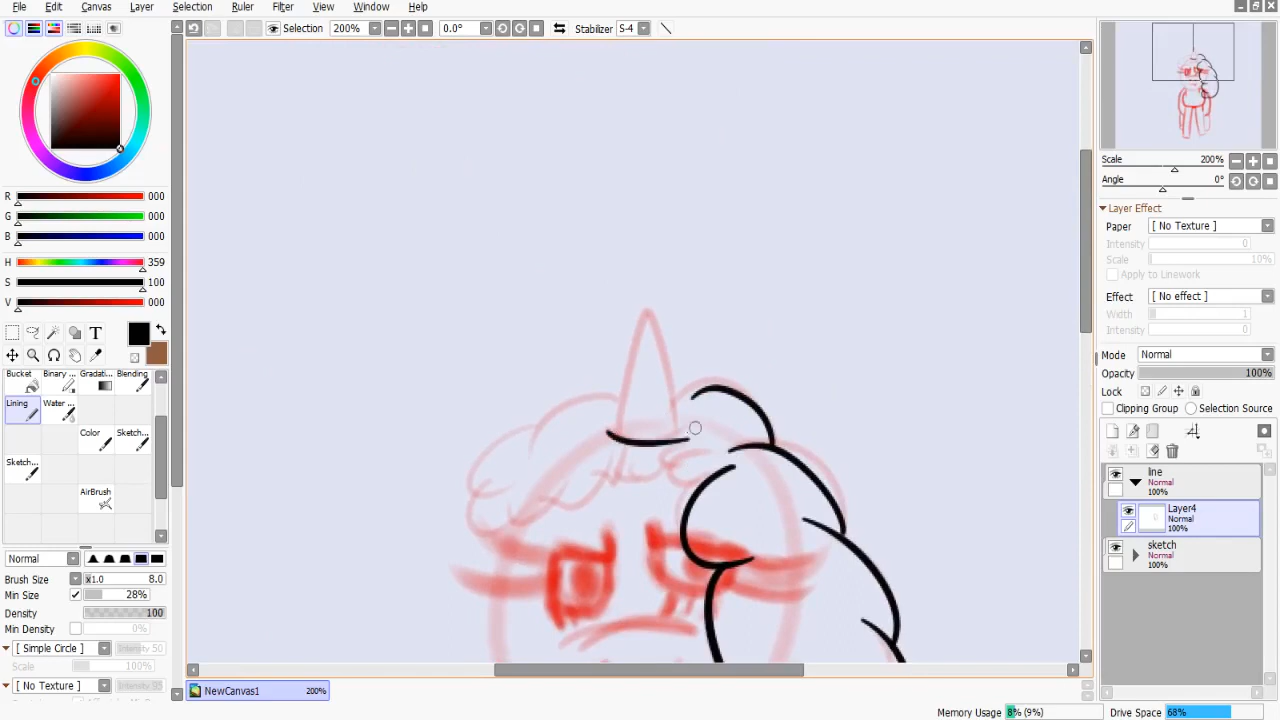 File Edit Canvas Layer Selection Ruler Filter View Window Help
Selection 200% 0.0° Stabilizer S-4
R 000
G 000
B 000
H 359
S 100
V 000
T
Bucket Binary ... Gradati... Blending
Lining Water ...
Color Sketch...
Sketch...
AirBrush
Normal
Brush Size x1.0 8.0
Min Size 28%
Density 100
Min Density 0%
[ Simple Circle ] Intensity 50
Scale 100%
[ No Texture ]
NewCanvas1 200%
Scale 200%
Angle 0°
Layer Effect
Paper [ No Texture ]
Intensity 0
Scale 10%
Apply to Linework
Effect [ No effect ]
Width 1
Intensity 0
Mode Normal
Opacity 100%
Lock
Clipping Group Selection Source
line
Normal
100%
Layer4
Normal
100%
sketch
Normal
100%
Memory Usage 8% (9%) Drive Space 68%